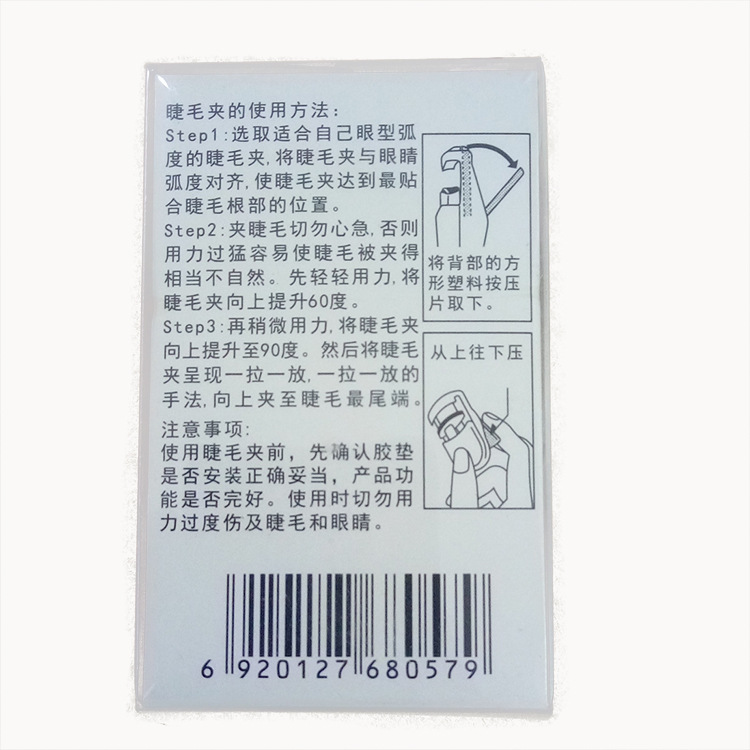 睫毛夹的使用方法：
Step1:选取适合自己眼型弧
度的睫毛夹,将睫毛夹与眼睛
弧度对齐,使睫毛夹达到最贴
合睫毛根部的位置。
Step2:夹睫毛切勿心急,否则
用力过猛容易使睫毛被夹得
相当不自然。先轻轻用力,将
睫毛夹向上提升60度。
Step3:再稍微用力,将睫毛夹
向上提升至90度。然后将睫毛
夹呈现一拉一放,一拉一放的
手法,向上夹至睫毛最尾端。
注意事项:
使用睫毛夹前，先确认胶垫
是否安装正确妥当，产品功
能是否完好。使用时切勿用
力过度伤及睫毛和眼睛。
将背部的方
形塑料按压
片取下。
从上往下压
6 920127 680579